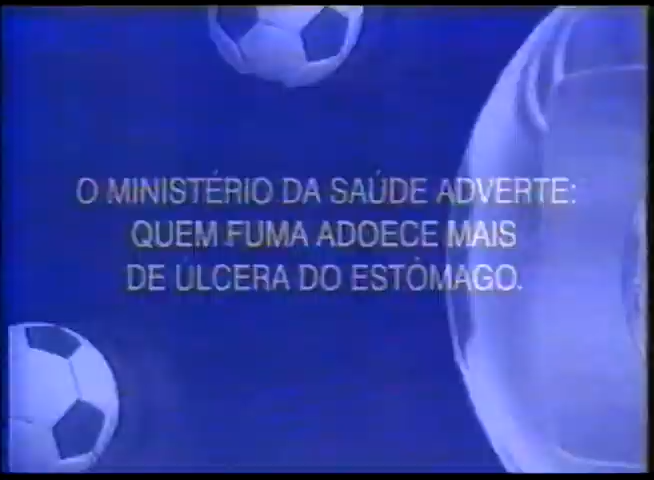 O MINISTÉRIO DA SAÚDE ADVERTE:
QUEM FUMA ADOECE MAIS
DE ÚLCERA DO ESTÔMAGO.